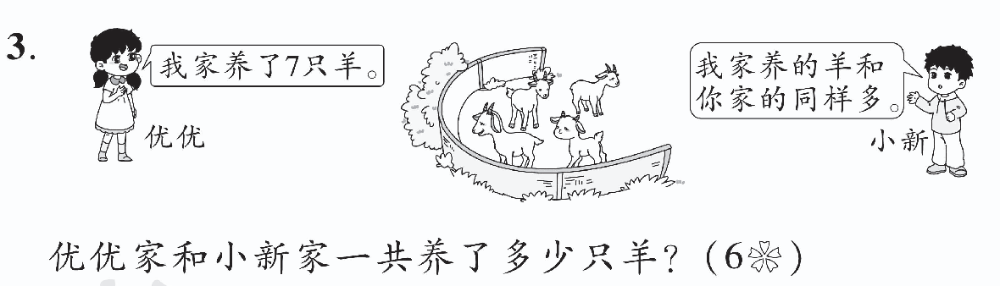 3.
我家养了7只羊。
优优
我家养的羊和
你家的同样多。
小新
优优家和小新家一共养了多少只羊？（6）